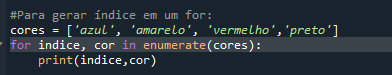 #Para gerar índice em um for:
cores = ['azul', 'amarelo', 'vermelho','preto']
for indice, cor in enumerate(cores):
    print(indice,cor)